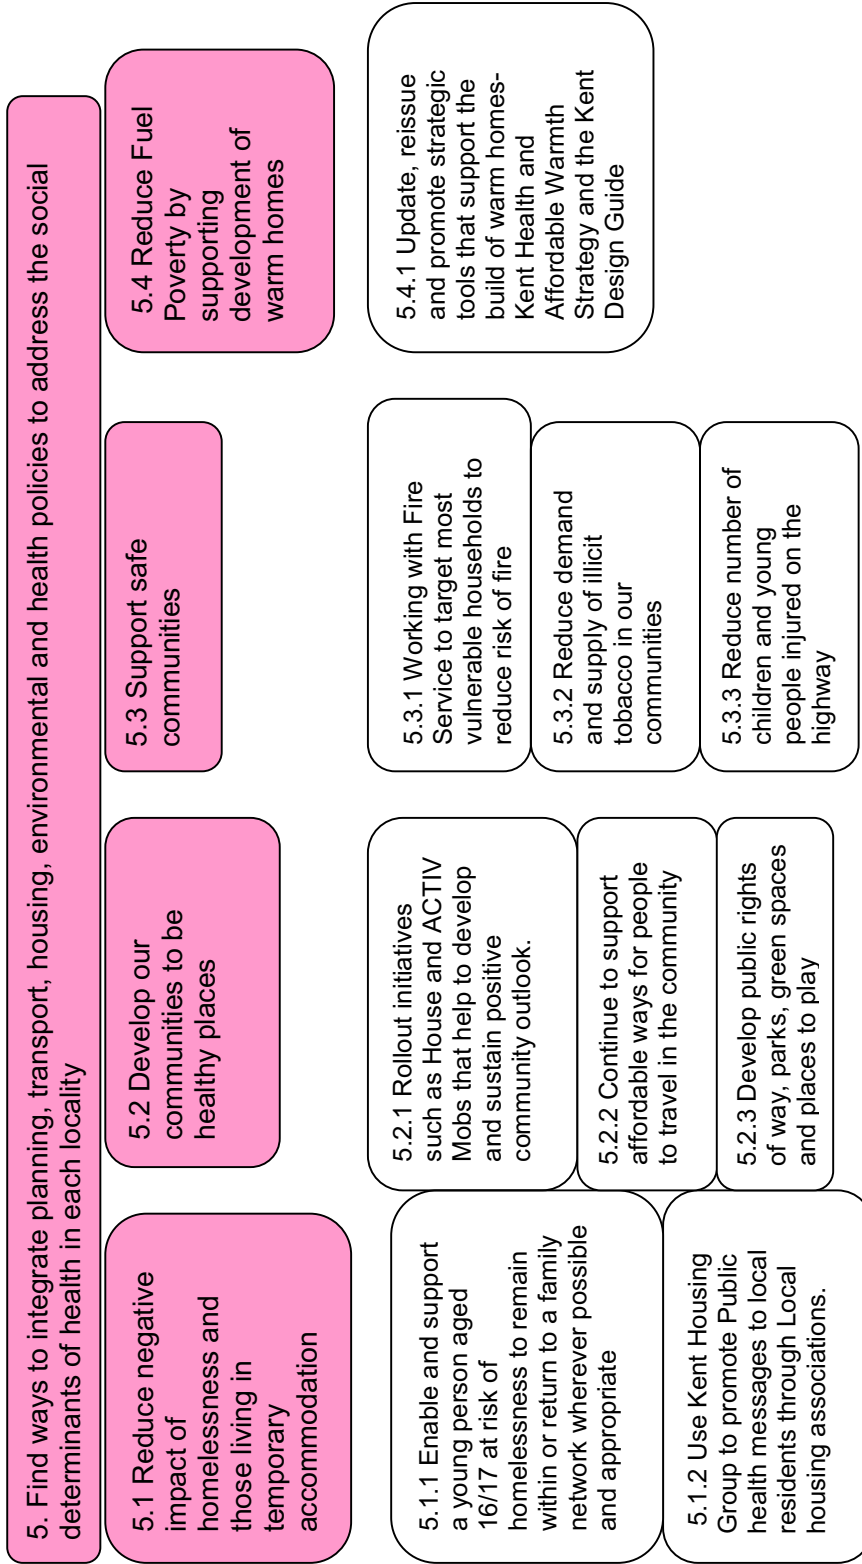 5. Find ways to integrate planning, transport, housing, environmental and health policies to address the social
determinants of health in each locality
5.1 Reduce negative
impact of
homelessness and
those living in
temporary
accommodation
5.2 Develop our
communities to be
healthy places
5.3 Support safe
communities
5.4 Reduce Fuel
Poverty by
supporting
development of
warm homes
5.1.1 Enable and support
a young person aged
16/17 at risk of
homelessness to remain
within or return to a family
network wherever possible
and appropriate
5.1.2 Use Kent Housing
Group to promote Public
health messages to local
residents through Local
housing associations.
5.2.1 Rollout initiatives
such as House and ACTIV
Mobs that help to develop
and sustain positive
community outlook.
5.2.2 Continue to support
affordable ways for people
to travel in the community
5.2.3 Develop public rights
of way, parks, green spaces
and places to play
5.3.1 Working with Fire
Service to target most
vulnerable households to
reduce risk of fire
5.3.2 Reduce demand
and supply of illicit
tobacco in our
communities
5.3.3 Reduce number of
children and young
people injured on the
highway
5.4.1 Update, reissue
and promote strategic
tools that support the
build of warm homes-
Kent Health and
Affordable Warmth
Strategy and the Kent
Design Guide